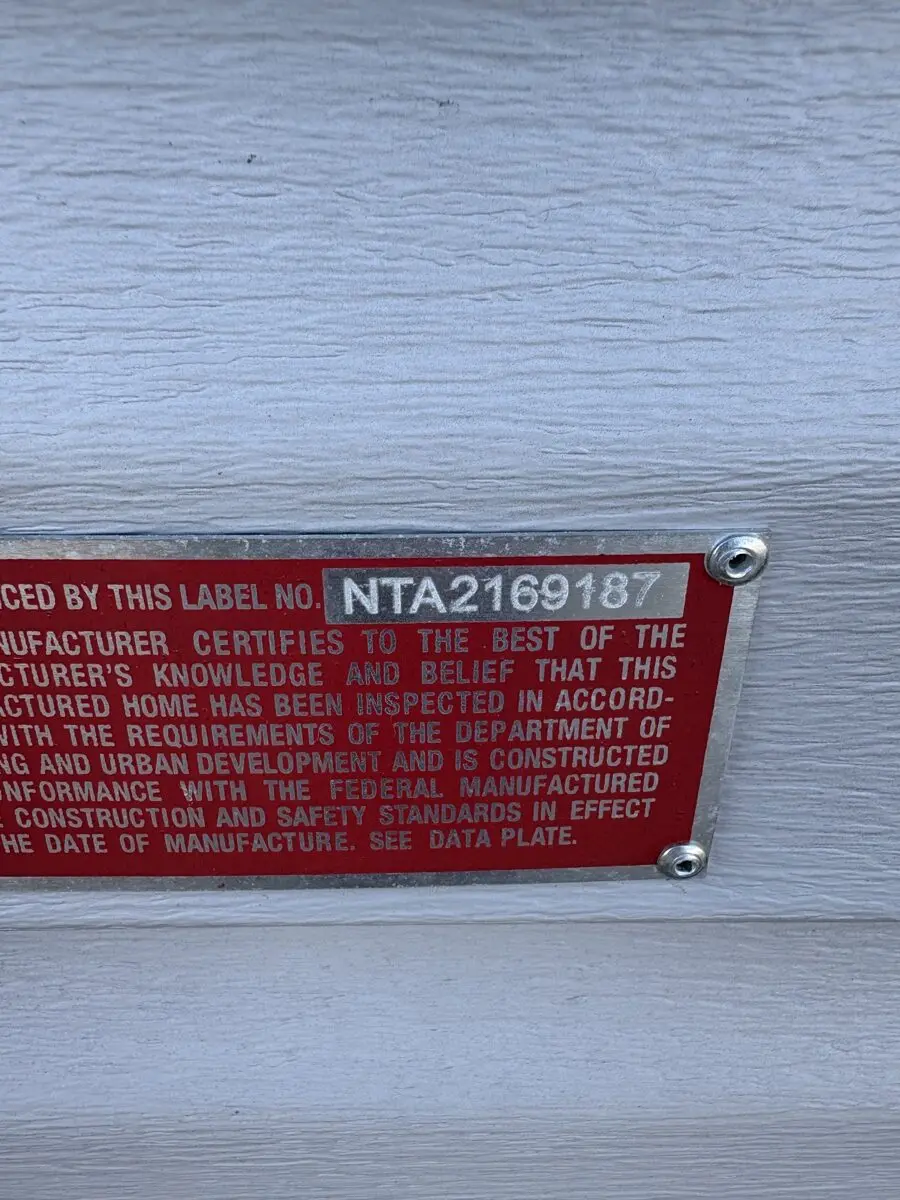 CED BY THIS LABEL NO. NTA2169187
NUFACTURER CERTIFIES TO THE BEST OF THE
CTURER'S KNOWLEDGE AND BELIEF THAT THIS
CTURED HOME HAS BEEN INSPECTED IN ACCORD-
WITH THE REQUIREMENTS OF THE DEPARTMENT OF
NG AND URBAN DEVELOPMENT AND IS CONSTRUCTED
NFORMANCE WITH THE FEDERAL MANUFACTURED
CONSTRUCTION AND SAFETY STANDARDS IN EFFECT
HE DATE OF MANUFACTURE. SEE DATA PLATE.